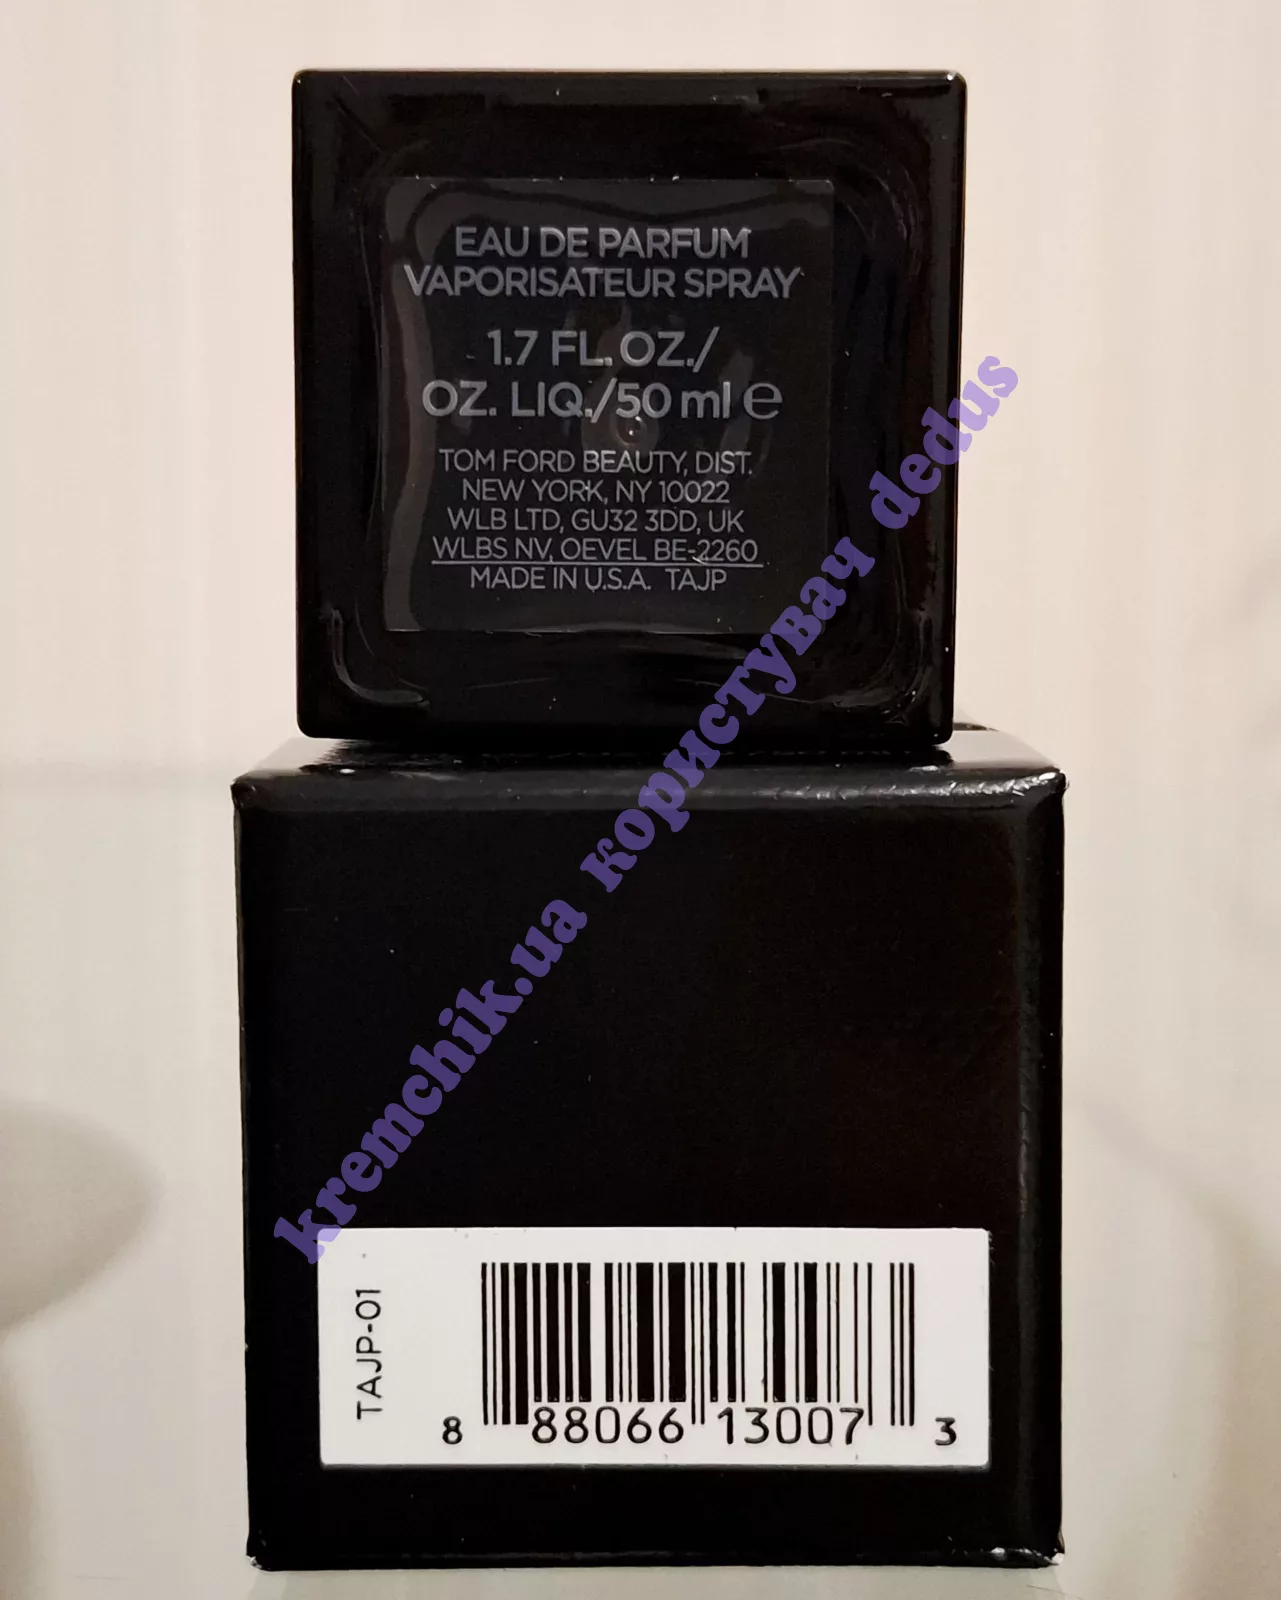 EAU DE PARFUM
VAPORISATEUR SPRAY
1.7 FL. OZ./
OZ. LIQ./50 ml e
TOM FORD BEAUTY, DIST.
NEW YORK, NY 10022
WLB LTD, GU32 3DD, UK
WLBS NV, OEVEL BE-2260
MADE IN U.S.A. TAJP
kremchik.ua користувач dedus
TAJP-01
8 88066 13007 3